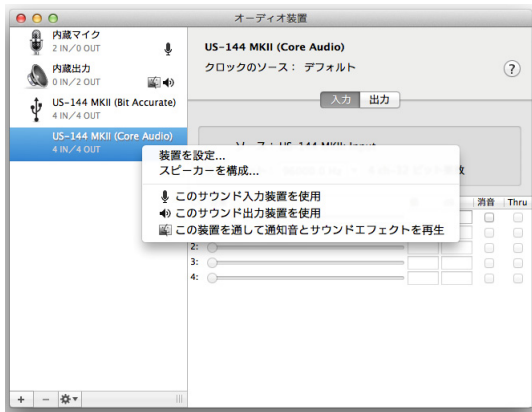 オーディオ装置
内蔵マイク
2 IN/0 OUT
内蔵出力
0 IN/2 OUT
US-144 MKII (Bit Accurate)
4 IN/4 OUT
US-144 MKII (Core Audio)
4 IN/4 OUT
US-144 MKII (Core Audio)
クロックのソース： デフォルト
?
入力
出力
装置を設定...
スピーカーを構成...
このサウンド入力装置を使用
このサウンド出力装置を使用
この装置を通して通知音とサウンドエフェクトを再生
消音 Thru
2:
3:
4: